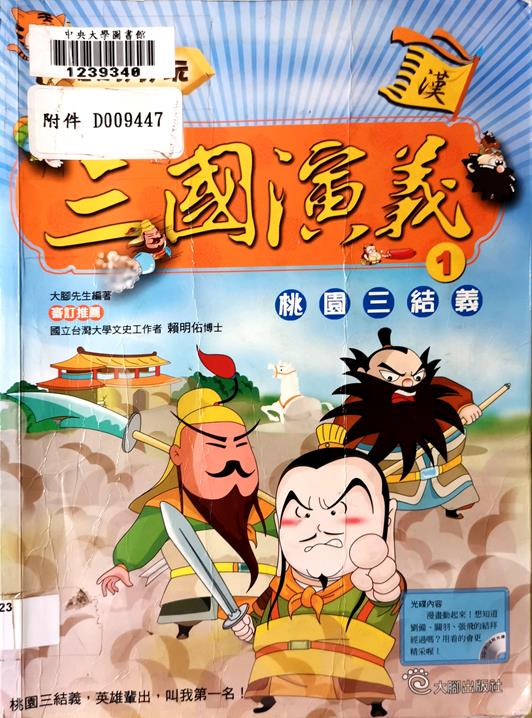 中央大學圖書館
1239340
玩
附件 D009447
漢
三國演義
1
桃園三結義
大腳先生編著
審訂推薦
國立台灣大學文史工作者 賴明佑博士
光碟內容
漫畫動起來！想知道
劉備、關羽、張飛的結拜
經過嗎？用看的會更
精采喔！
23
大腳出版社
桃園三結義，英雄輩出，叫我第一名！